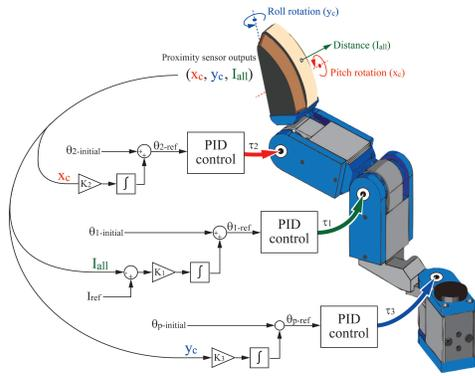 Roll rotation (yc)
Distance (Iall)
Pitch rotation (xc)
Proximity sensor outputs
(xc, yc, Iall)
θ2-initial
θ2-ref
PID
control
τ2
xc
K2
∫
θ1-initial
θ1-ref
PID
control
τ1
Iall
K1
∫
Iref
θp-initial
θp-ref
PID
control
τ3
yc
K3
∫